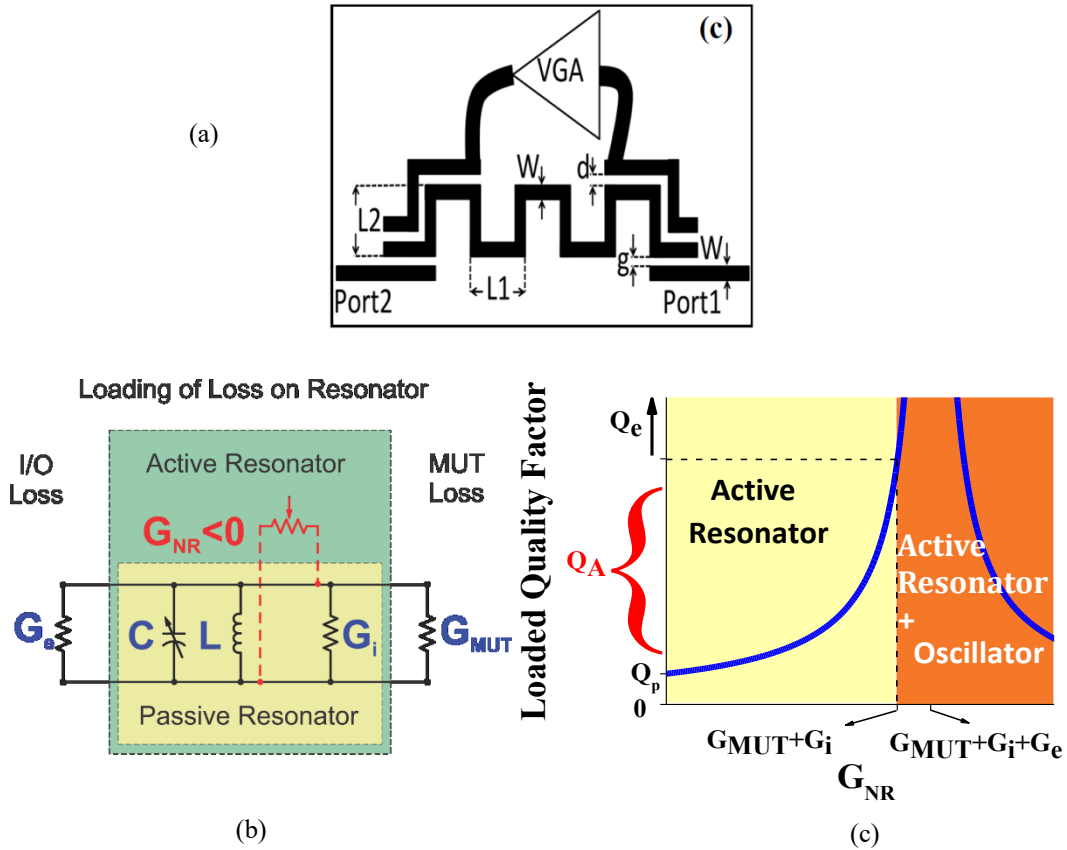 (c)
VGA
(a)
W
d
L2
g
W
L1
Port2
Port1
Loading of Loss on Resonator
I/O
Loss
Active Resonator
MUT
Loss
G_NR<0
G_e
C
L
G_i
G_MUT
Passive Resonator
(b)
Loaded Quality Factor
Q_e
Active
Resonator
Q_A
Active
Resonator
+
Oscillator
Q_p
0
G_MUT+G_i
G_MUT+G_i+G_e
G_NR
(c)